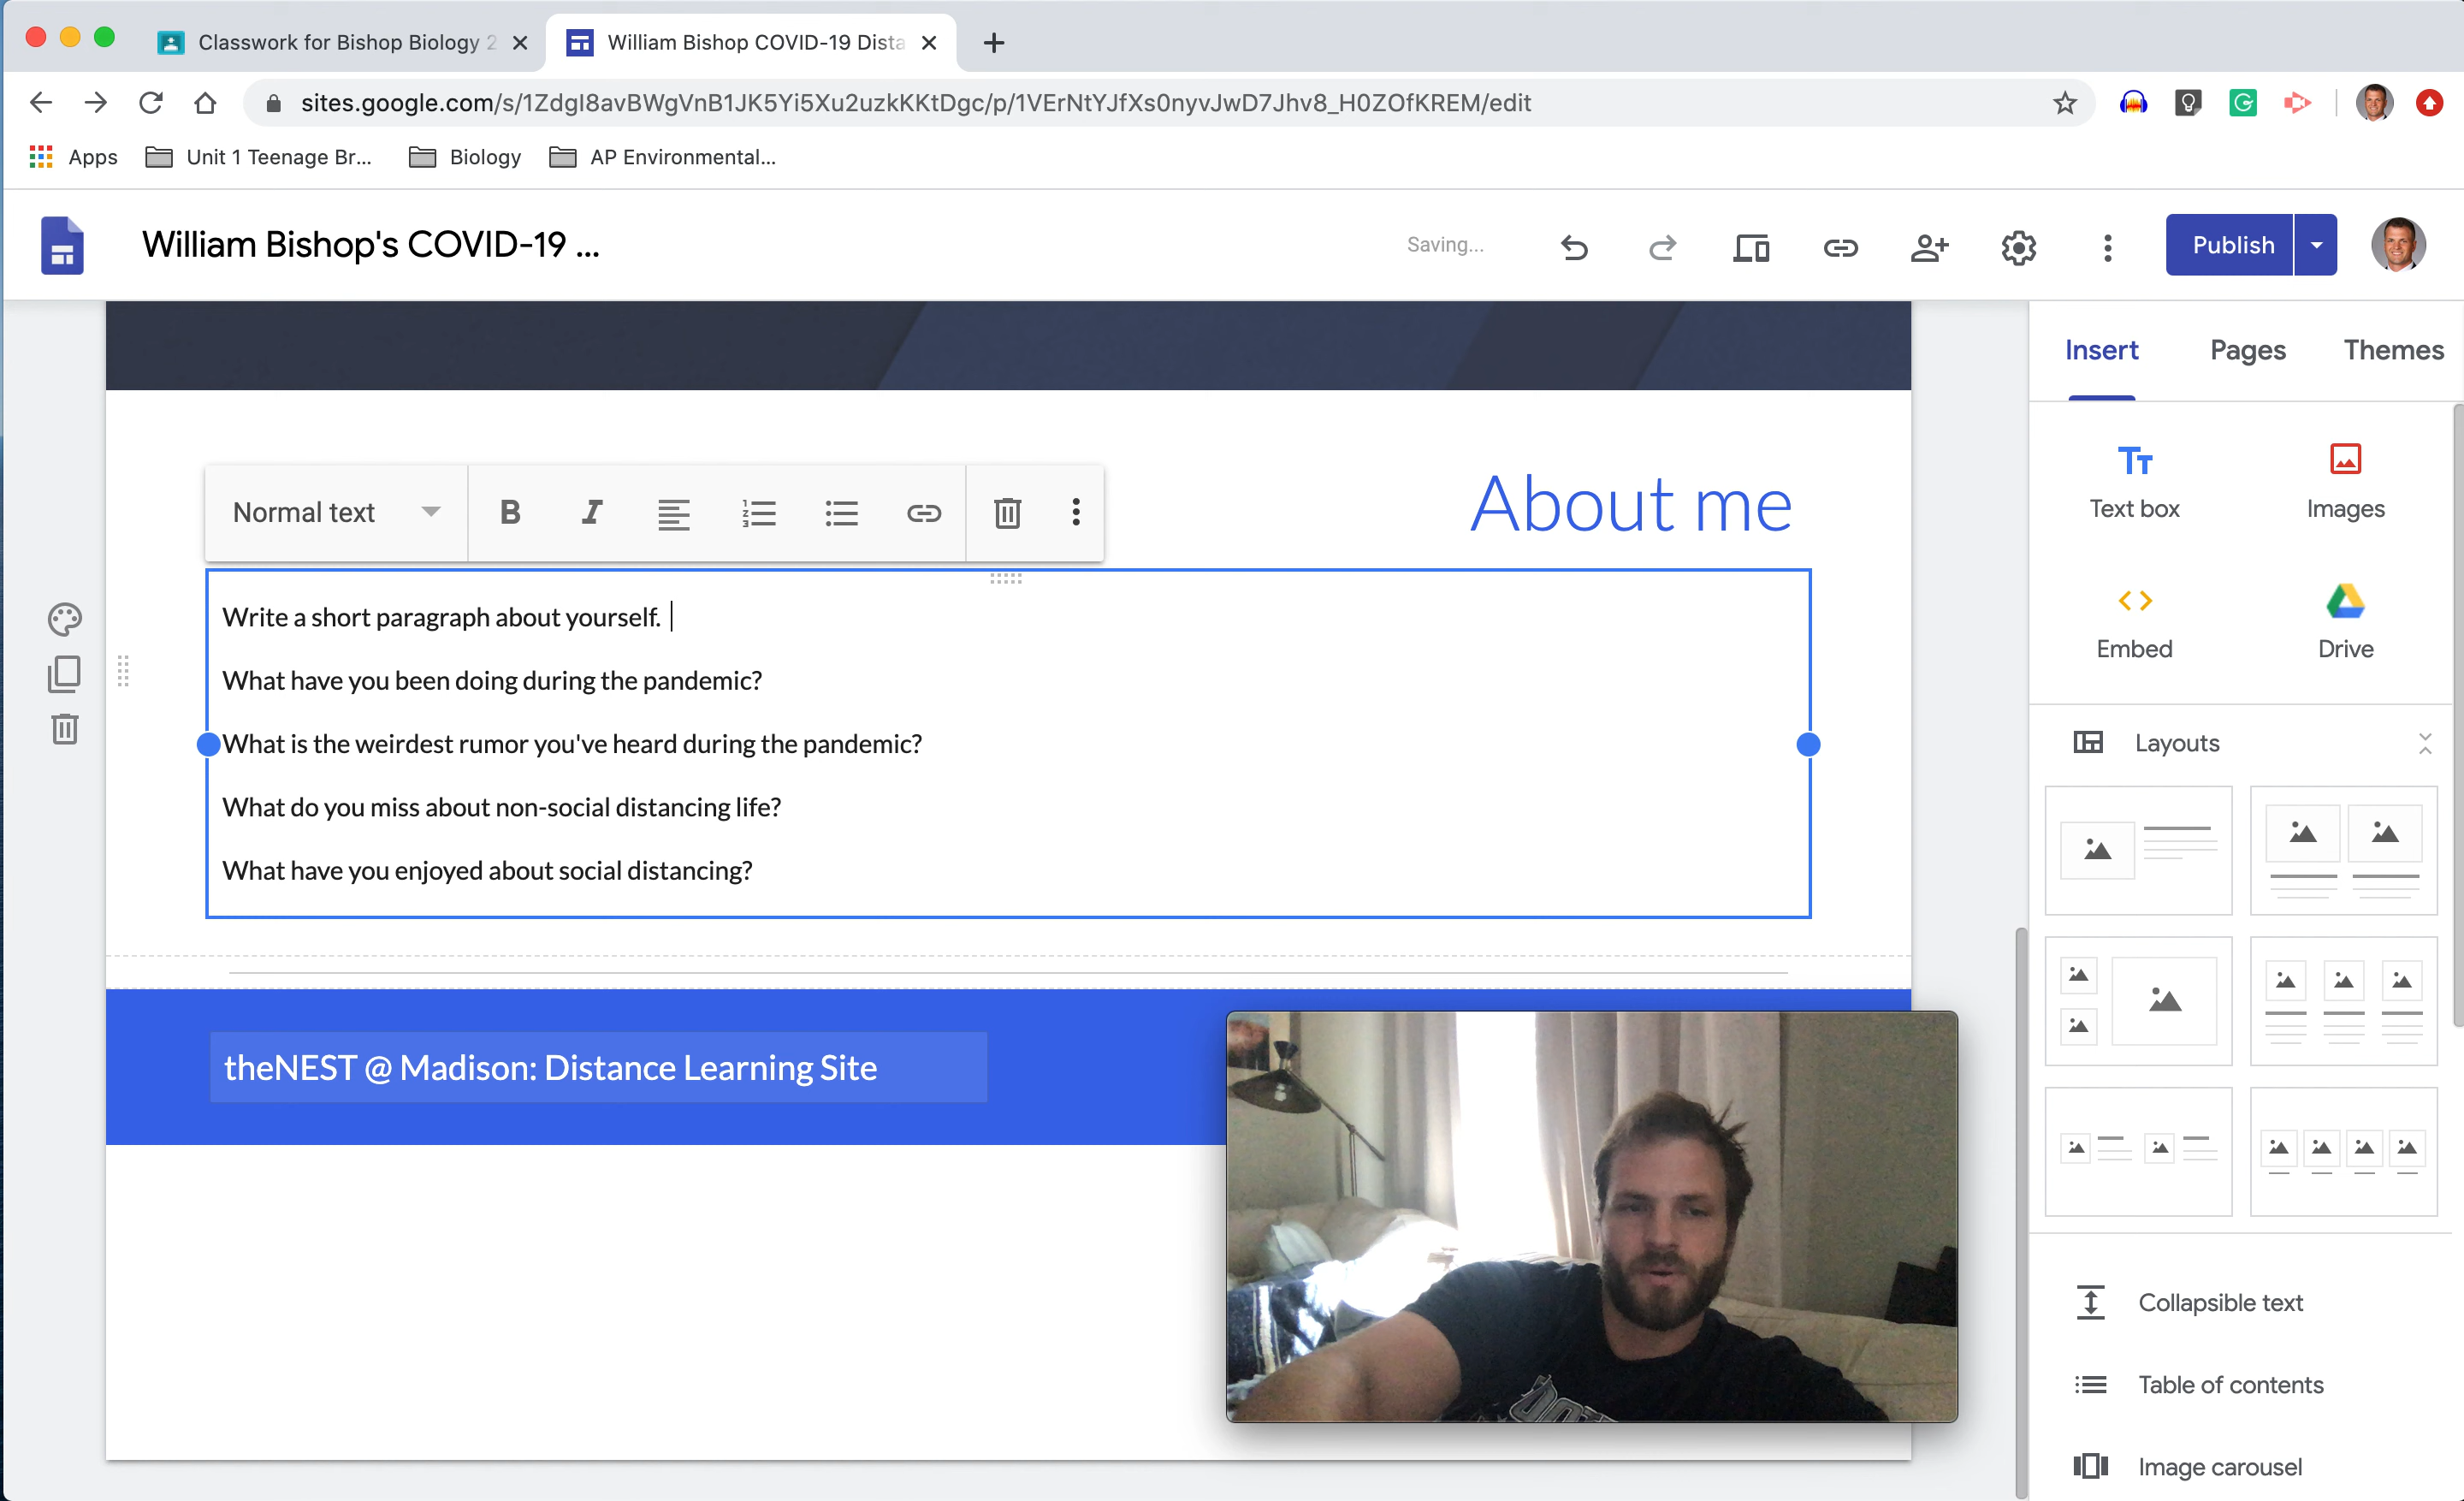 Classwork for Bishop Biology 2
William Bishop COVID-19 Dista
sites.google.com/s/1ZdgI8avBWgVnB1JK5Yi5Xu2uzkKKtDgc/p/1VErNtYJfXs0nyvJwD7Jhv8_H0ZOfKREM/edit
Apps
Unit 1 Teenage Br...
Biology
AP Environmental...
William Bishop's COVID-19 ...
Saving...
Publish
Insert
Pages
Themes
Normal text
B
I
About me
Text box
Images
Embed
Drive
Write a short paragraph about yourself.
What have you been doing during the pandemic?
What is the weirdest rumor you've heard during the pandemic?
What do you miss about non-social distancing life?
What have you enjoyed about social distancing?
Layouts
theNEST @ Madison: Distance Learning Site
Collapsible text
Table of contents
Image carousel